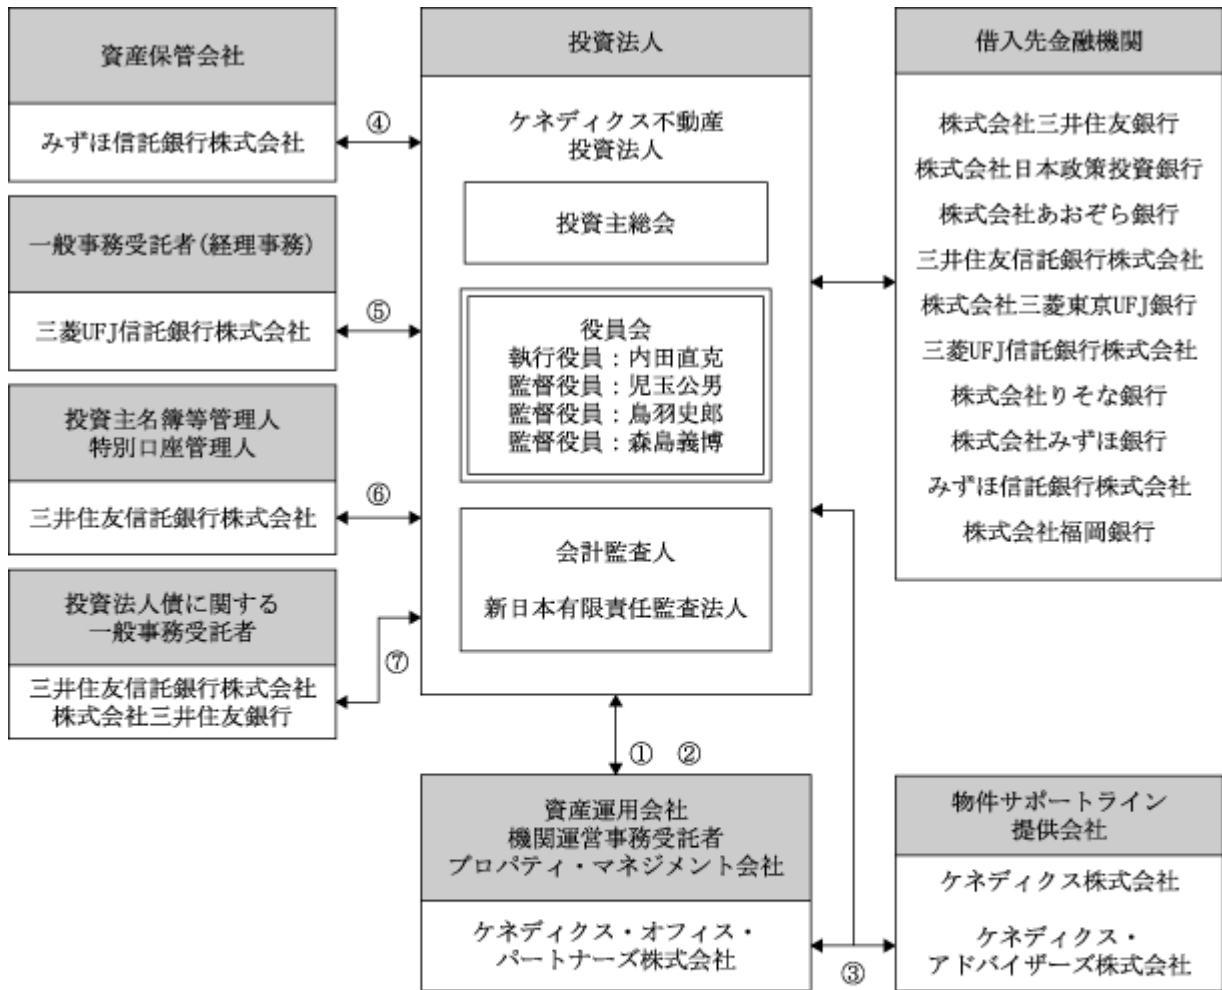 資産保管会社
みずほ信託銀行株式会社
④
一般事務受託者(経理事務)
三菱UFJ信託銀行株式会社
⑤
投資主名簿等管理人
特別口座管理人
三井住友信託銀行株式会社
⑥
投資法人債に関する
一般事務受託者
三井住友信託銀行株式会社
株式会社三井住友銀行
⑦
投資法人
ケネディクス不動産
投資法人
投資主総会
役員会
執行役員：内田直克
監督役員：児玉公男
監督役員：鳥羽史郎
監督役員：森島義博
会計監査人
新日本有限責任監査法人
① ②
資産運用会社
機関運営事務受託者
プロパティ・マネジメント会社
ケネディクス・オフィス・
パートナーズ株式会社
③
借入先金融機関
株式会社三井住友銀行
株式会社日本政策投資銀行
株式会社あおぞら銀行
三井住友信託銀行株式会社
株式会社三菱東京UFJ銀行
三菱UFJ信託銀行株式会社
株式会社りそな銀行
株式会社みずほ銀行
みずほ信託銀行株式会社
株式会社福岡銀行
物件サポートライン
提供会社
ケネディクス株式会社
ケネディクス・
アドバイザーズ株式会社